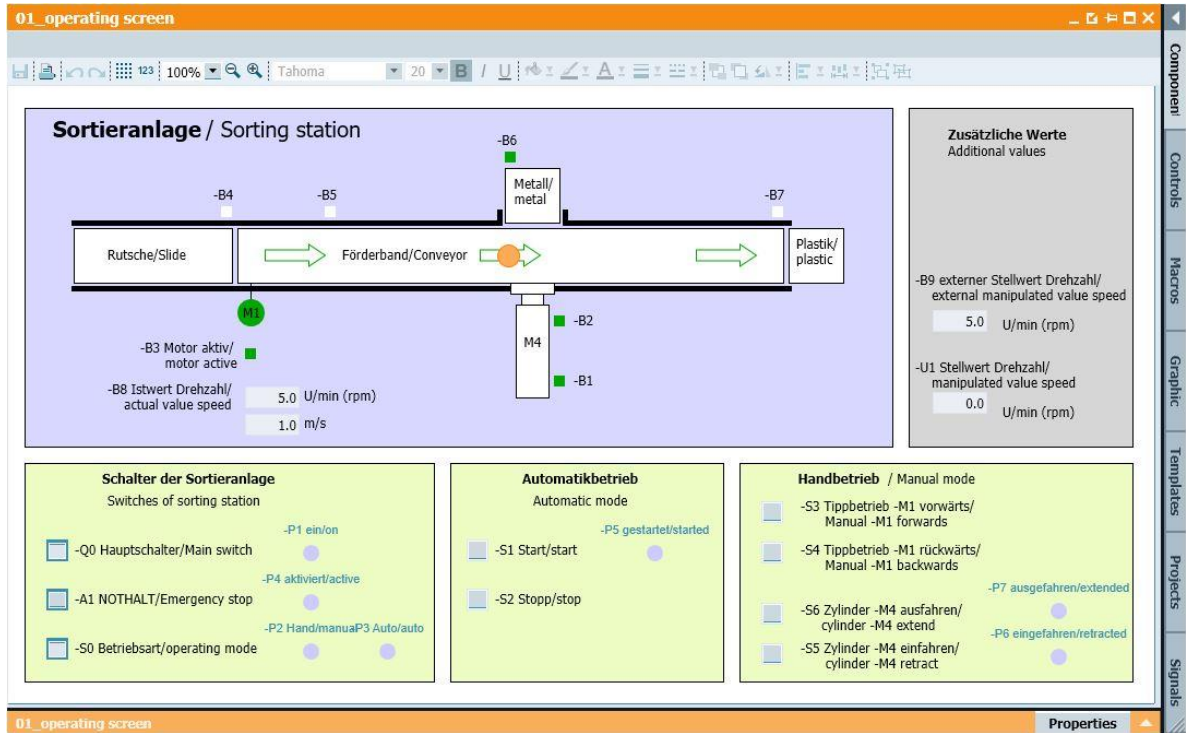 01_operating screen
123 100% Tahoma 20 B I U A
Sortieranlage / Sorting station
-B6
Metall/
metal
-B4
-B5
-B7
Rutsche/Slide
Förderband/Conveyor
Plastik/
plastic
M1
-B2
M4
-B1
-B3 Motor aktiv/
motor active
-B8 Istwert Drehzahl/
actual value speed
5.0 U/min (rpm)
1.0 m/s
Zusätzliche Werte
Additional values
-B9 externer Stellwert Drehzahl/
external manipulated value speed
5.0 U/min (rpm)
-U1 Stellwert Drehzahl/
manipulated value speed
0.0 U/min (rpm)
Schalter der Sortieranlage
Switches of sorting station
-P1 ein/on
-Q0 Hauptschalter/Main switch
-P4 aktiviert/active
-A1 NOTHALT/Emergency stop
-P2 Hand/manuaP3 Auto/auto
-S0 Betriebsart/operating mode
Automatikbetrieb
Automatic mode
-P5 gestartet/started
-S1 Start/start
-S2 Stopp/stop
Handbetrieb / Manual mode
-S3 Tippbetrieb -M1 vorwärts/
Manual -M1 forwards
-S4 Tippbetrieb -M1 rückwärts/
Manual -M1 backwards
-P7 ausgefahren/extended
-S6 Zylinder -M4 ausfahren/
cylinder -M4 extend
-P6 eingefahren/retracted
-S5 Zylinder -M4 einfahren/
cylinder -M4 retract
Component
Controls
Macros
Graphic
Templates
Projects
Signals
01_operating screen
Properties